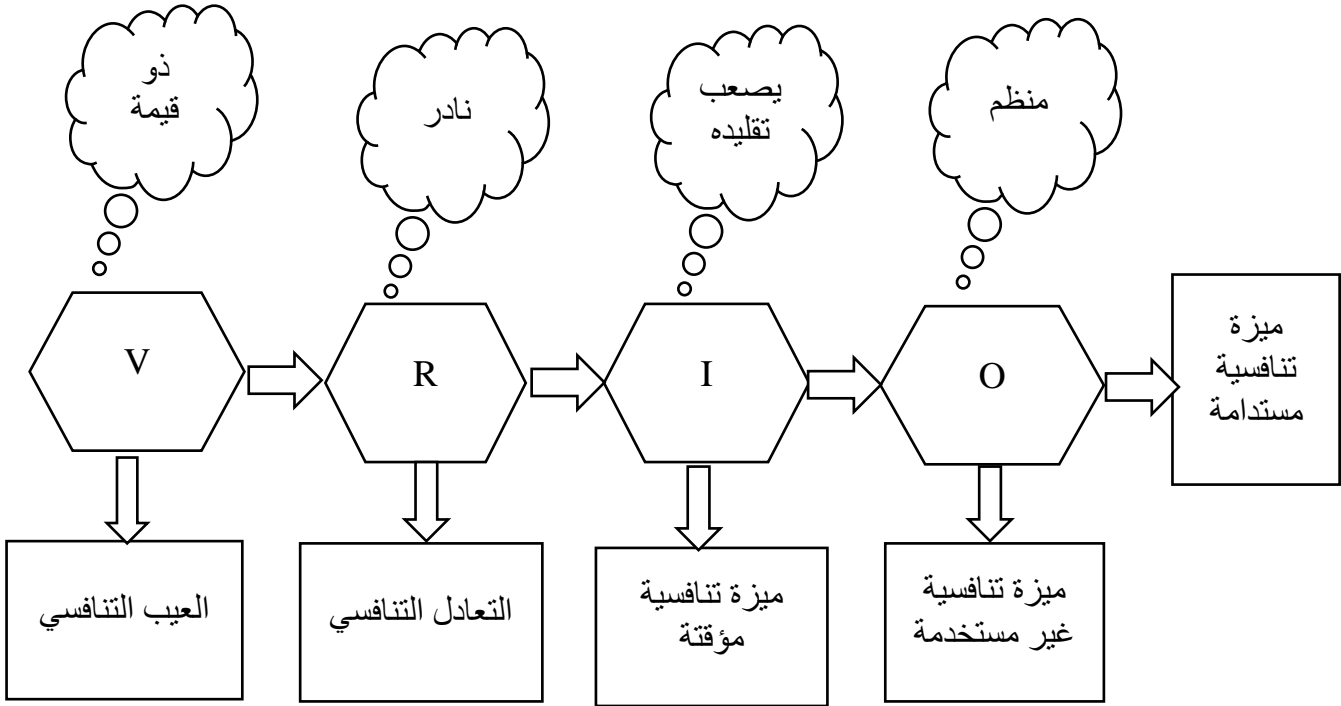 ذو
قيمة
نادر
يصعب
تقليده
منظم
V
R
I
O
ميزة
تنافسية
مستدامة
العيب التنافسي
التعادل التنافسي
ميزة تنافسية
مؤقتة
ميزة تنافسية
غير مستخدمة